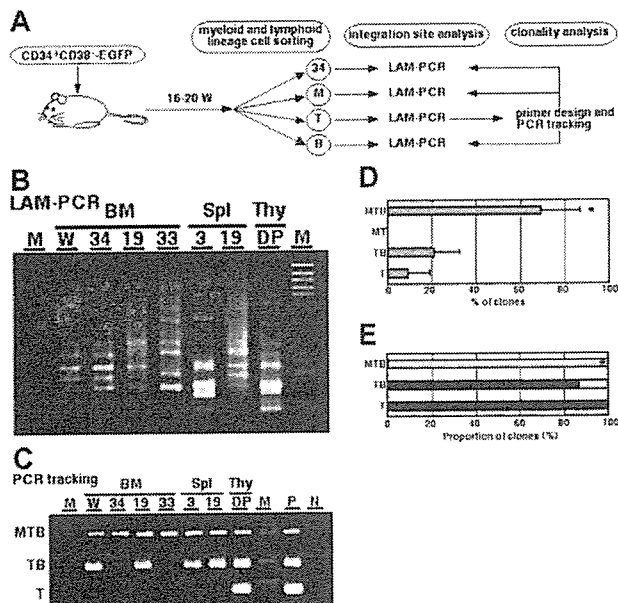 A
myeloid and lymphoid
lineage cell sorting
integration site analysis
clonality analysis
CD34⁺CD38⁻-EGFP
16-20 W
34 LAM-PCR
M LAM-PCR
T LAM-PCR
B LAM-PCR
primer design and
PCR tracking
B
LAM-PCR
BM Spl Thy
M W 34 19 33 3 19 DP M
D
MTB *
MT
TB
T
0 20 40 60 80 100
% of clones
E
MTB *
TB
T
0 20 40 60 80 100
Proportion of clones (%)
C
PCR tracking
BM Spl Thy
M W 34 19 33 3 19 DP M P N
MTB
TB
T